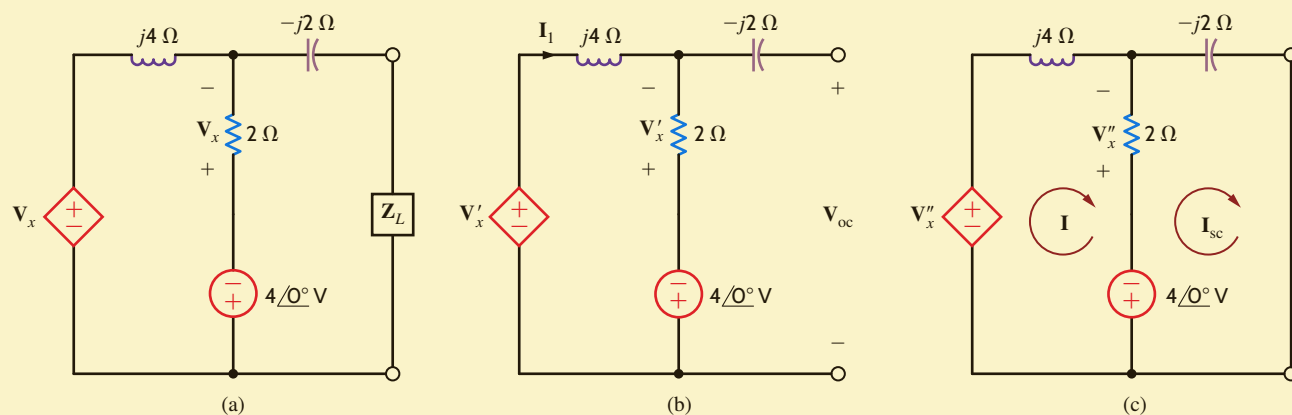 j4 Ω
−j2 Ω
−
V_x
2 Ω
+
V_x
+
−
Z_L
−
+
4/0° V
(a)
I_1
j4 Ω
−j2 Ω
+
−
V_x′
2 Ω
+
V_x′
+
−
V_oc
−
+
4/0° V
−
(b)
j4 Ω
−j2 Ω
−
V_x″
2 Ω
+
V_x″
+
−
I
I_sc
−
+
4/0° V
(c)